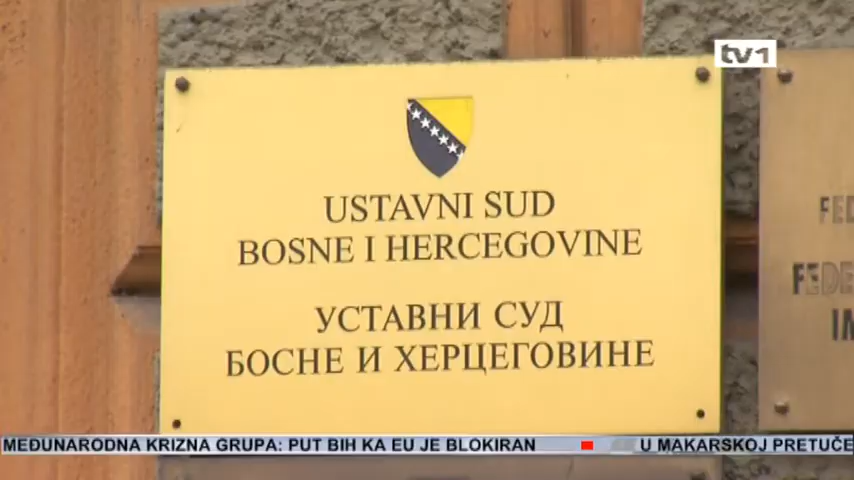 tv1
USTAVNI SUD
BOSNE I HERCEGOVINE
УСТАВНИ СУД
БОСНЕ И ХЕРЦЕГОВИНЕ
MEĐUNARODNA KRIZNA GRUPA: PUT BIH KA EU JE BLOKIRAN
U MAKARSKOJ PRETUČE